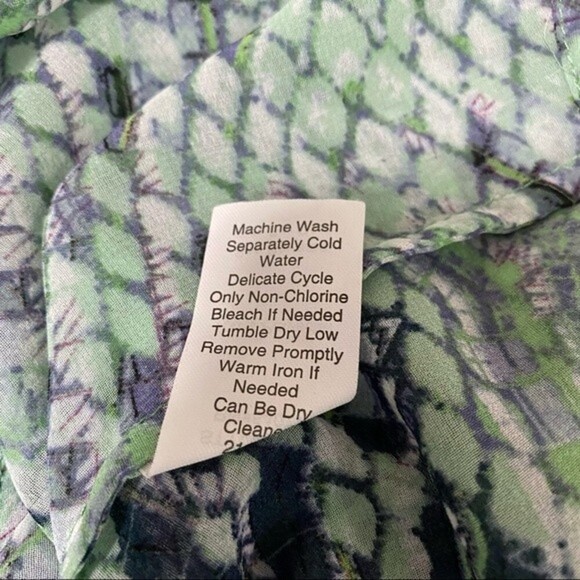 Machine Wash
Separately Cold
Water
Delicate Cycle
Only Non-Chlorine
Bleach If Needed
Tumble Dry Low
Remove Promptly
Warm Iron If
Needed
Can Be Dry